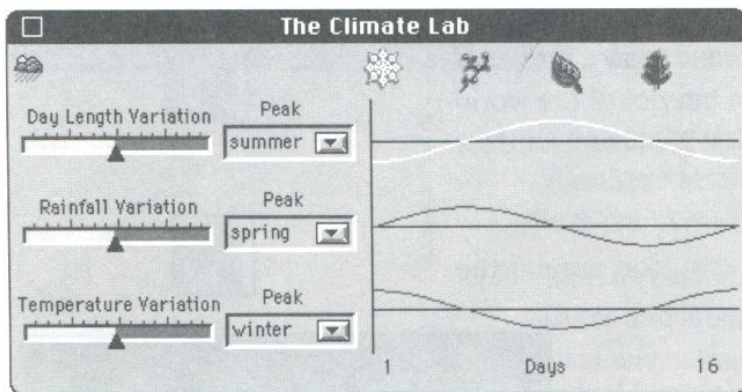 The Climate Lab
Day Length Variation
Peak
summer
Rainfall Variation
Peak
spring
Temperature Variation
Peak
winter
1 Days 16